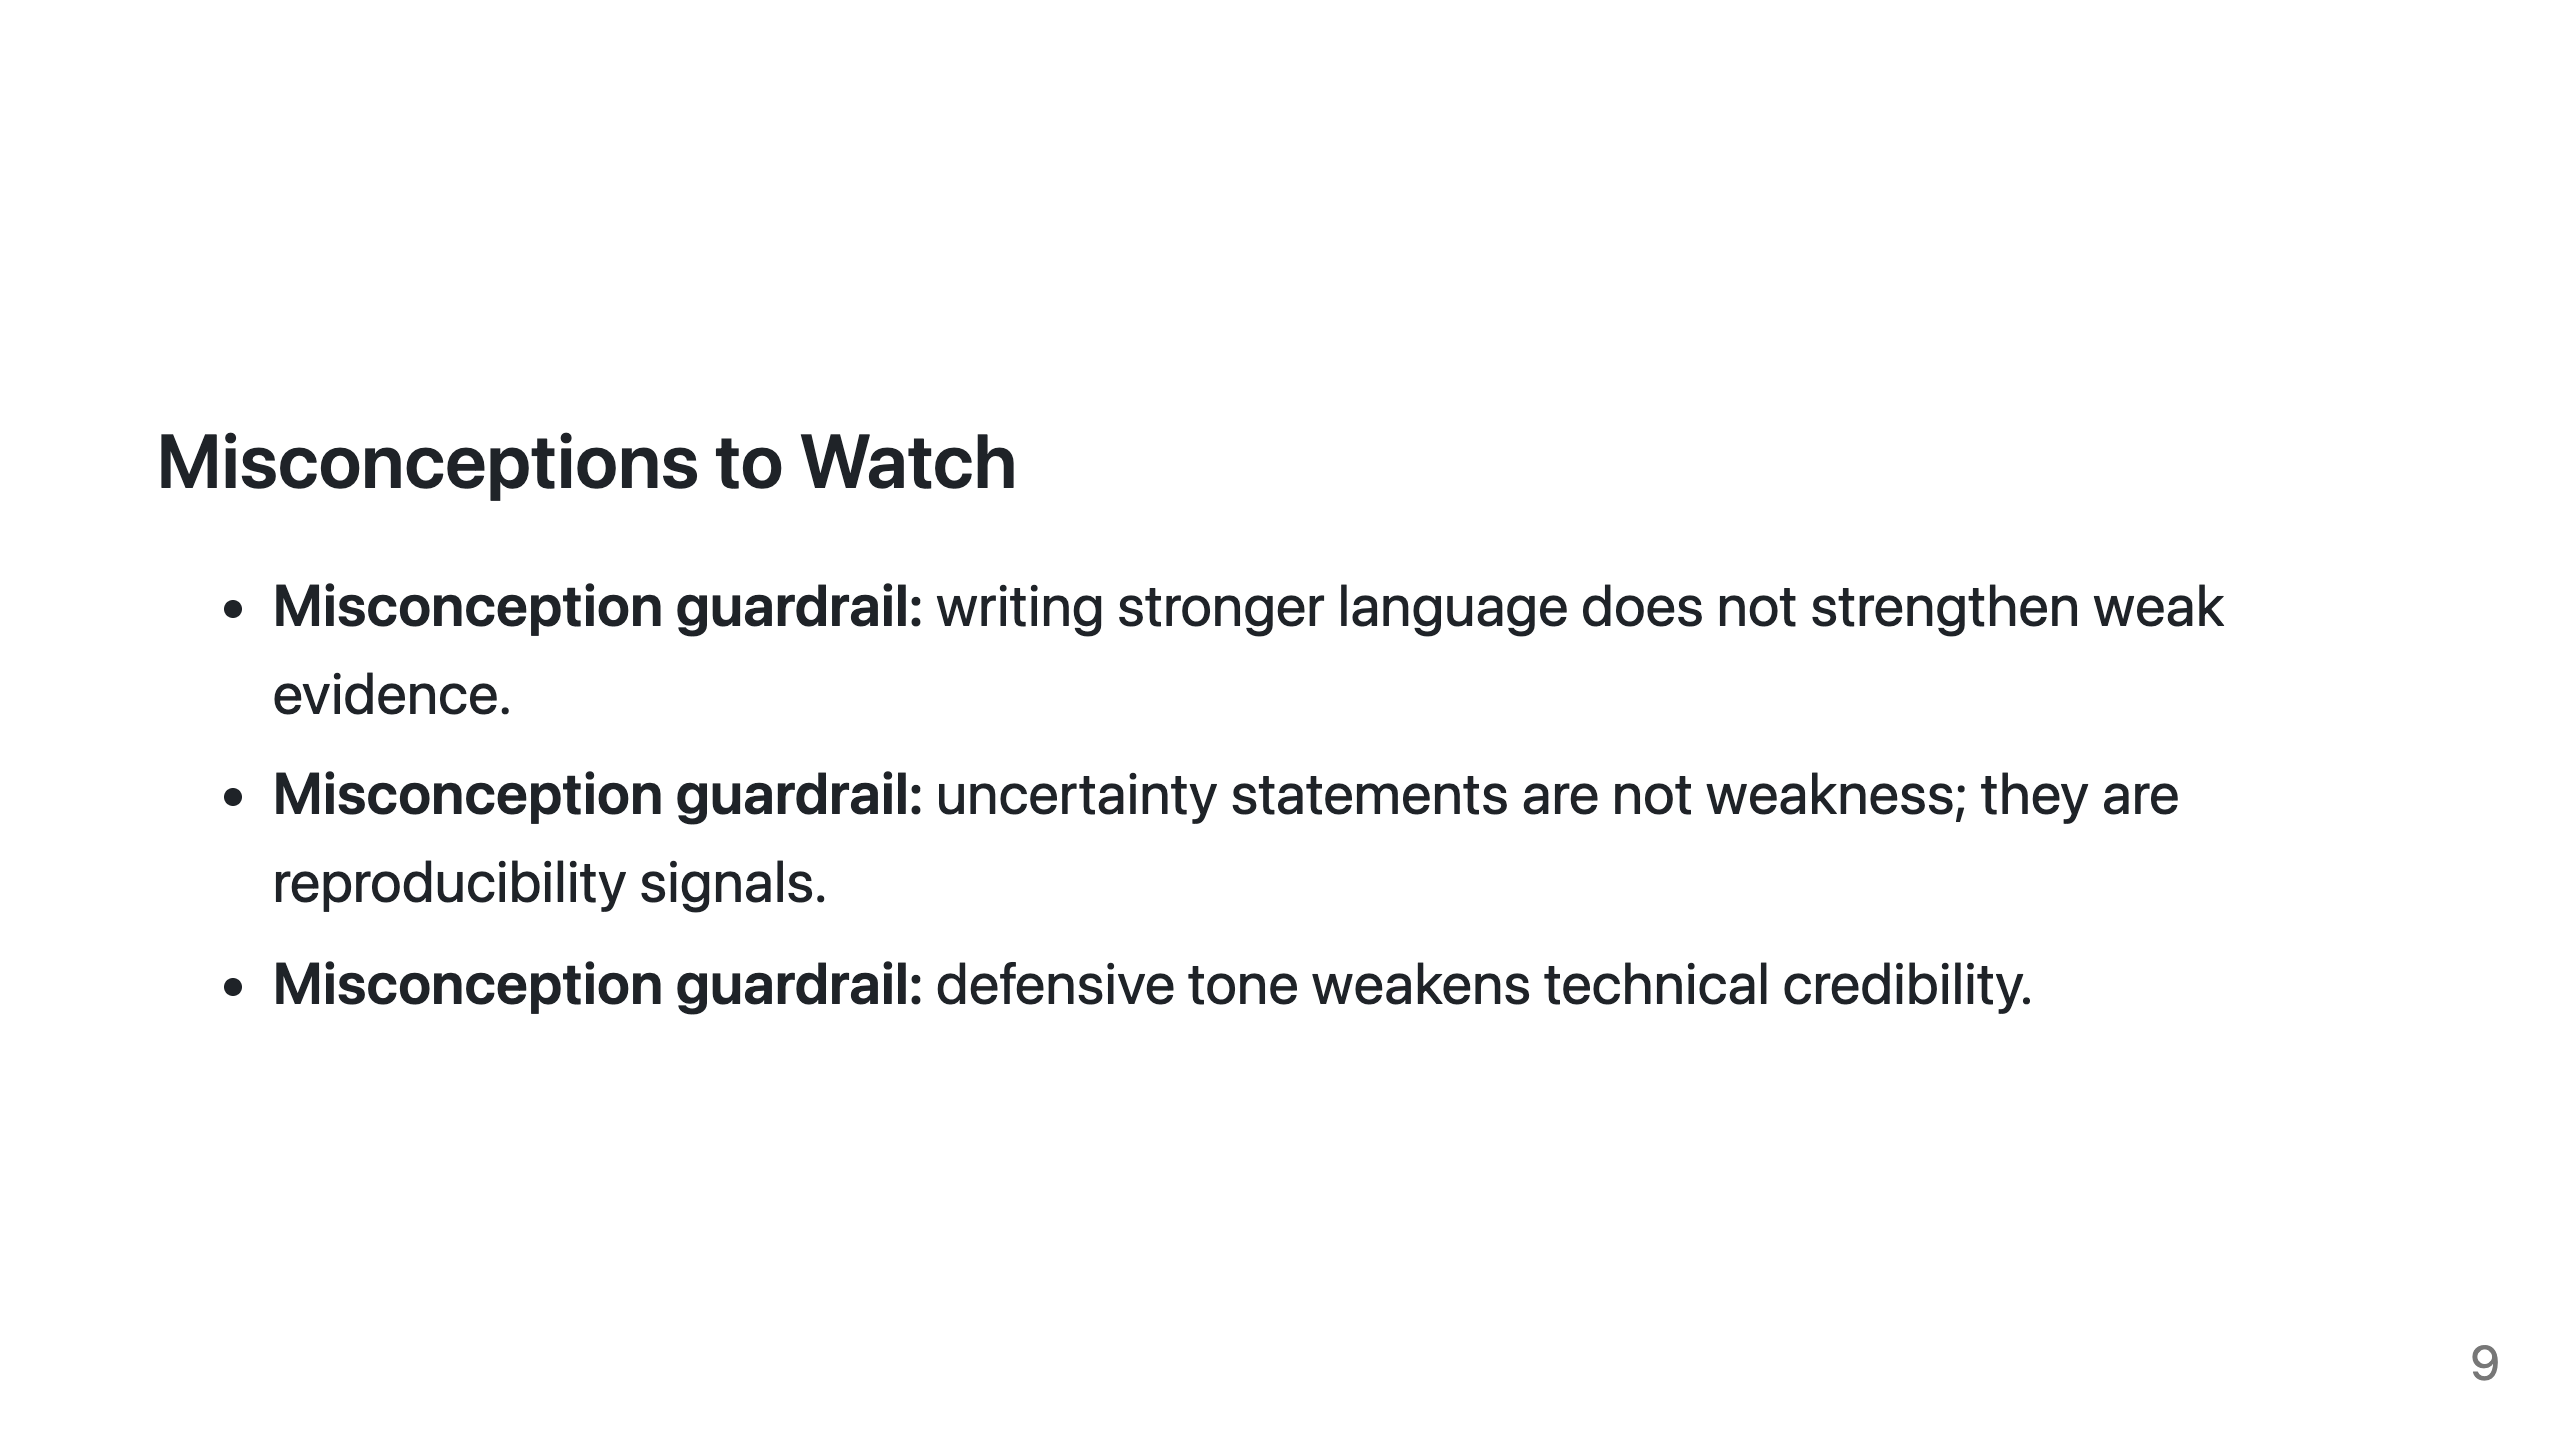 Misconceptions to Watch
• Misconception guardrail: writing stronger language does not strengthen weak
evidence.
• Misconception guardrail: uncertainty statements are not weakness; they are
reproducibility signals.
• Misconception guardrail: defensive tone weakens technical credibility.
9